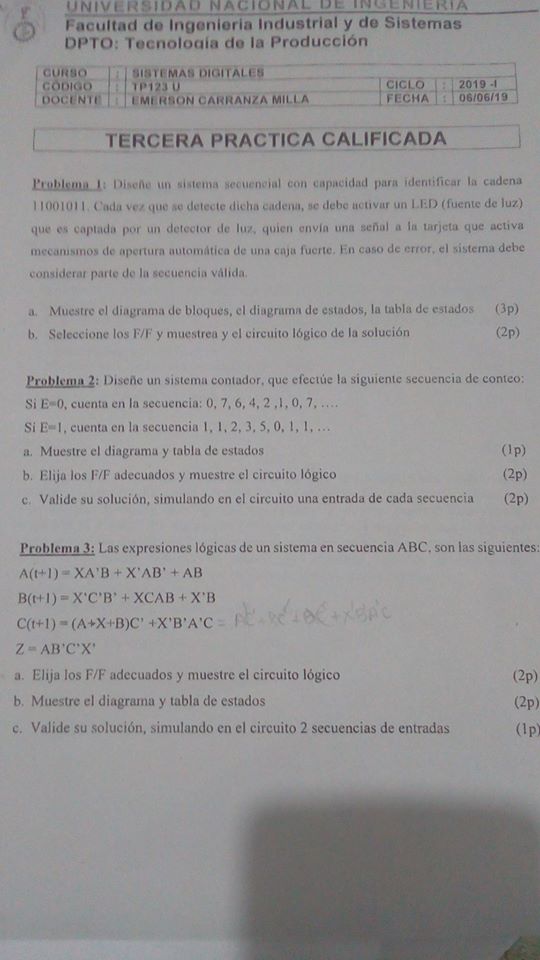 UNIVERSIDAD NACIONAL DE INGENIERIA
Facultad de Ingeniería Industrial y de Sistemas
DPTO: Tecnología de la Producción
CURSO : SISTEMAS DIGITALES
CÓDIGO : TP123 U CICLO : 2019 -I
DOCENTE : EMERSON CARRANZA MILLA FECHA : 06/06/19
TERCERA PRACTICA CALIFICADA
Problema 1: Diseñe un sistema secuencial con capacidad para identificar la cadena
11001011. Cada vez que se detecte dicha cadena, se debe activar un LED (fuente de luz)
que es captada por un detector de luz, quien envía una señal a la tarjeta que activa
mecanismos de apertura automática de una caja fuerte. En caso de error, el sistema debe
considerar parte de la secuencia válida.
a. Muestre el diagrama de bloques, el diagrama de estados, la tabla de estados (3p)
b. Seleccione los F/F y muestrea y el circuito lógico de la solución (2p)
Problema 2: Diseñe un sistema contador, que efectúe la siguiente secuencia de conteo:
Si E=0, cuenta en la secuencia: 0, 7, 6, 4, 2 ,1, 0, 7, ….
Si E=1, cuenta en la secuencia 1, 1, 2, 3, 5, 0, 1, 1, …
a. Muestre el diagrama y tabla de estados (1p)
b. Elija los F/F adecuados y muestre el circuito lógico (2p)
c. Valide su solución, simulando en el circuito una entrada de cada secuencia (2p)
Problema 3: Las expresiones lógicas de un sistema en secuencia ABC, son las siguientes:
A(t+1) = XA'B + X'AB' + AB
B(t+1) = X'C'B' + XCAB + X'B
C(t+1) = (A+X+B)C' +X'B'A'C
Z = AB'C'X'
a. Elija los F/F adecuados y muestre el circuito lógico (2p)
b. Muestre el diagrama y tabla de estados (2p)
c. Valide su solución, simulando en el circuito 2 secuencias de entradas (1p)